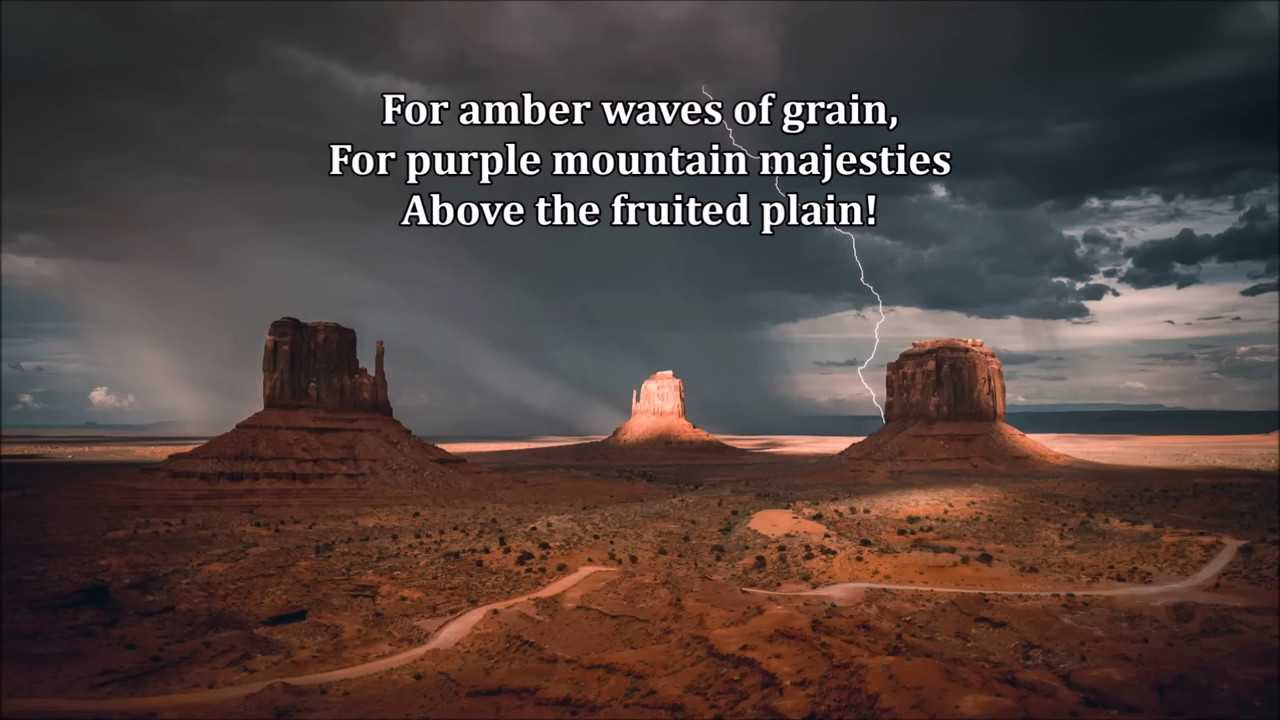 For amber waves of grain,
For purple mountain majesties
Above the fruited plain!